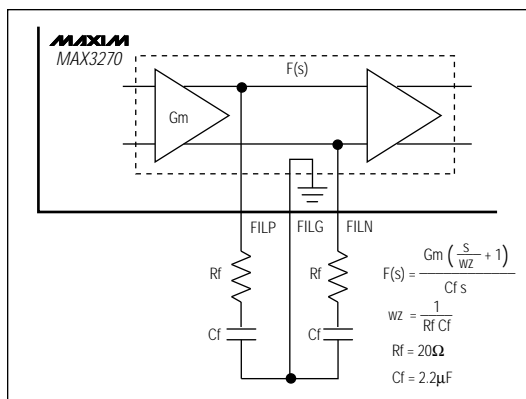 MAXIM
MAX3270
F(s)
Gm
FILP FILG FILN
Rf
Rf
Cf
Cf
F(s) = Gm ( s/wz + 1) / Cf s
wz = 1 / Rf Cf
Rf = 20Ω
Cf = 2.2µF